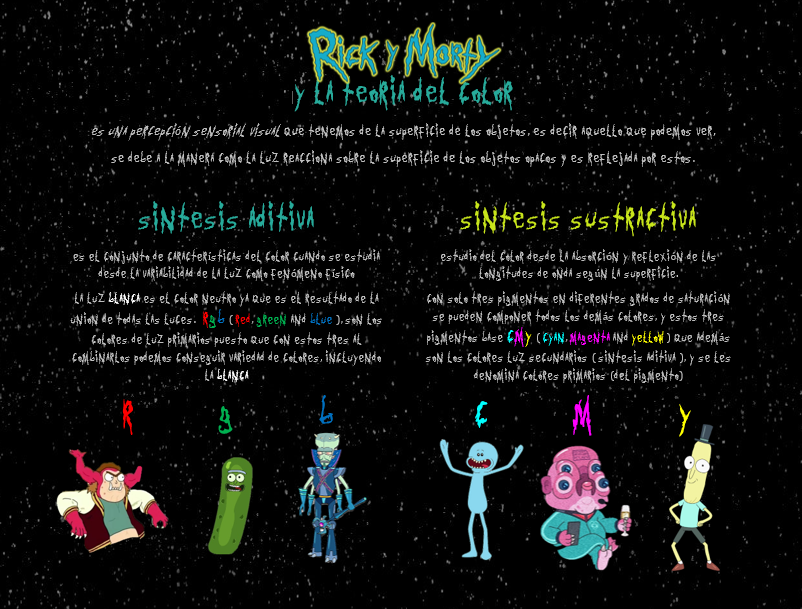 Rick y Morty
y la teoría del color
es una percepción sensorial visual que tenemos de la superficie de los objetos, es decir aquello que podemos ver,
se debe a la manera como la luz reacciona sobre la superficie de los objetos opacos y es reflejada por estos.
sintesis aditiva
es el conjunto de características del color cuando se estudia
desde la variabilidad de la luz como fenómeno físico
la luz blanca es el color neutro ya que es el resultado de la
union de todas las luces. Rgb (Red, green and blue), son los
colores de luz primarios puesto que con estos tres al
combinarlos podemos conseguir variedad de colores, incluyendo
la blanca
R g b
sintesis sustractiva
estudio del color desde la absorción y reflexión de las
longitudes de onda según la superficie.
con solo tres pigmentos en diferentes grados de saturación
se pueden componer todos los demás colores, y estos tres
pigmentos base CMy (cyan, magenta and yellow) que además
son los colores luz secundarios (sintesis aditiva), y se les
denomina colores primarios (del pigmento)
C M y